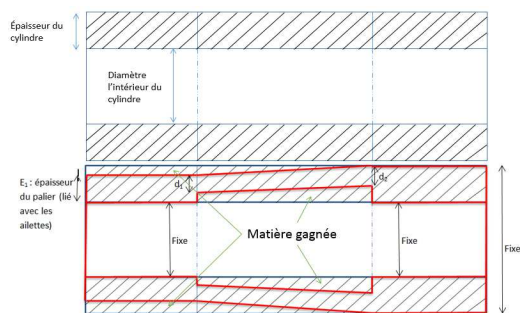 Épaisseur du
cylindre
Diamètre
l'intérieur du
cylindre
E₁ : épaisseur
du palier (lié
avec les
ailettes)
d₁
d₂
Fixe
Matière gagnée
Fixe
Fixe